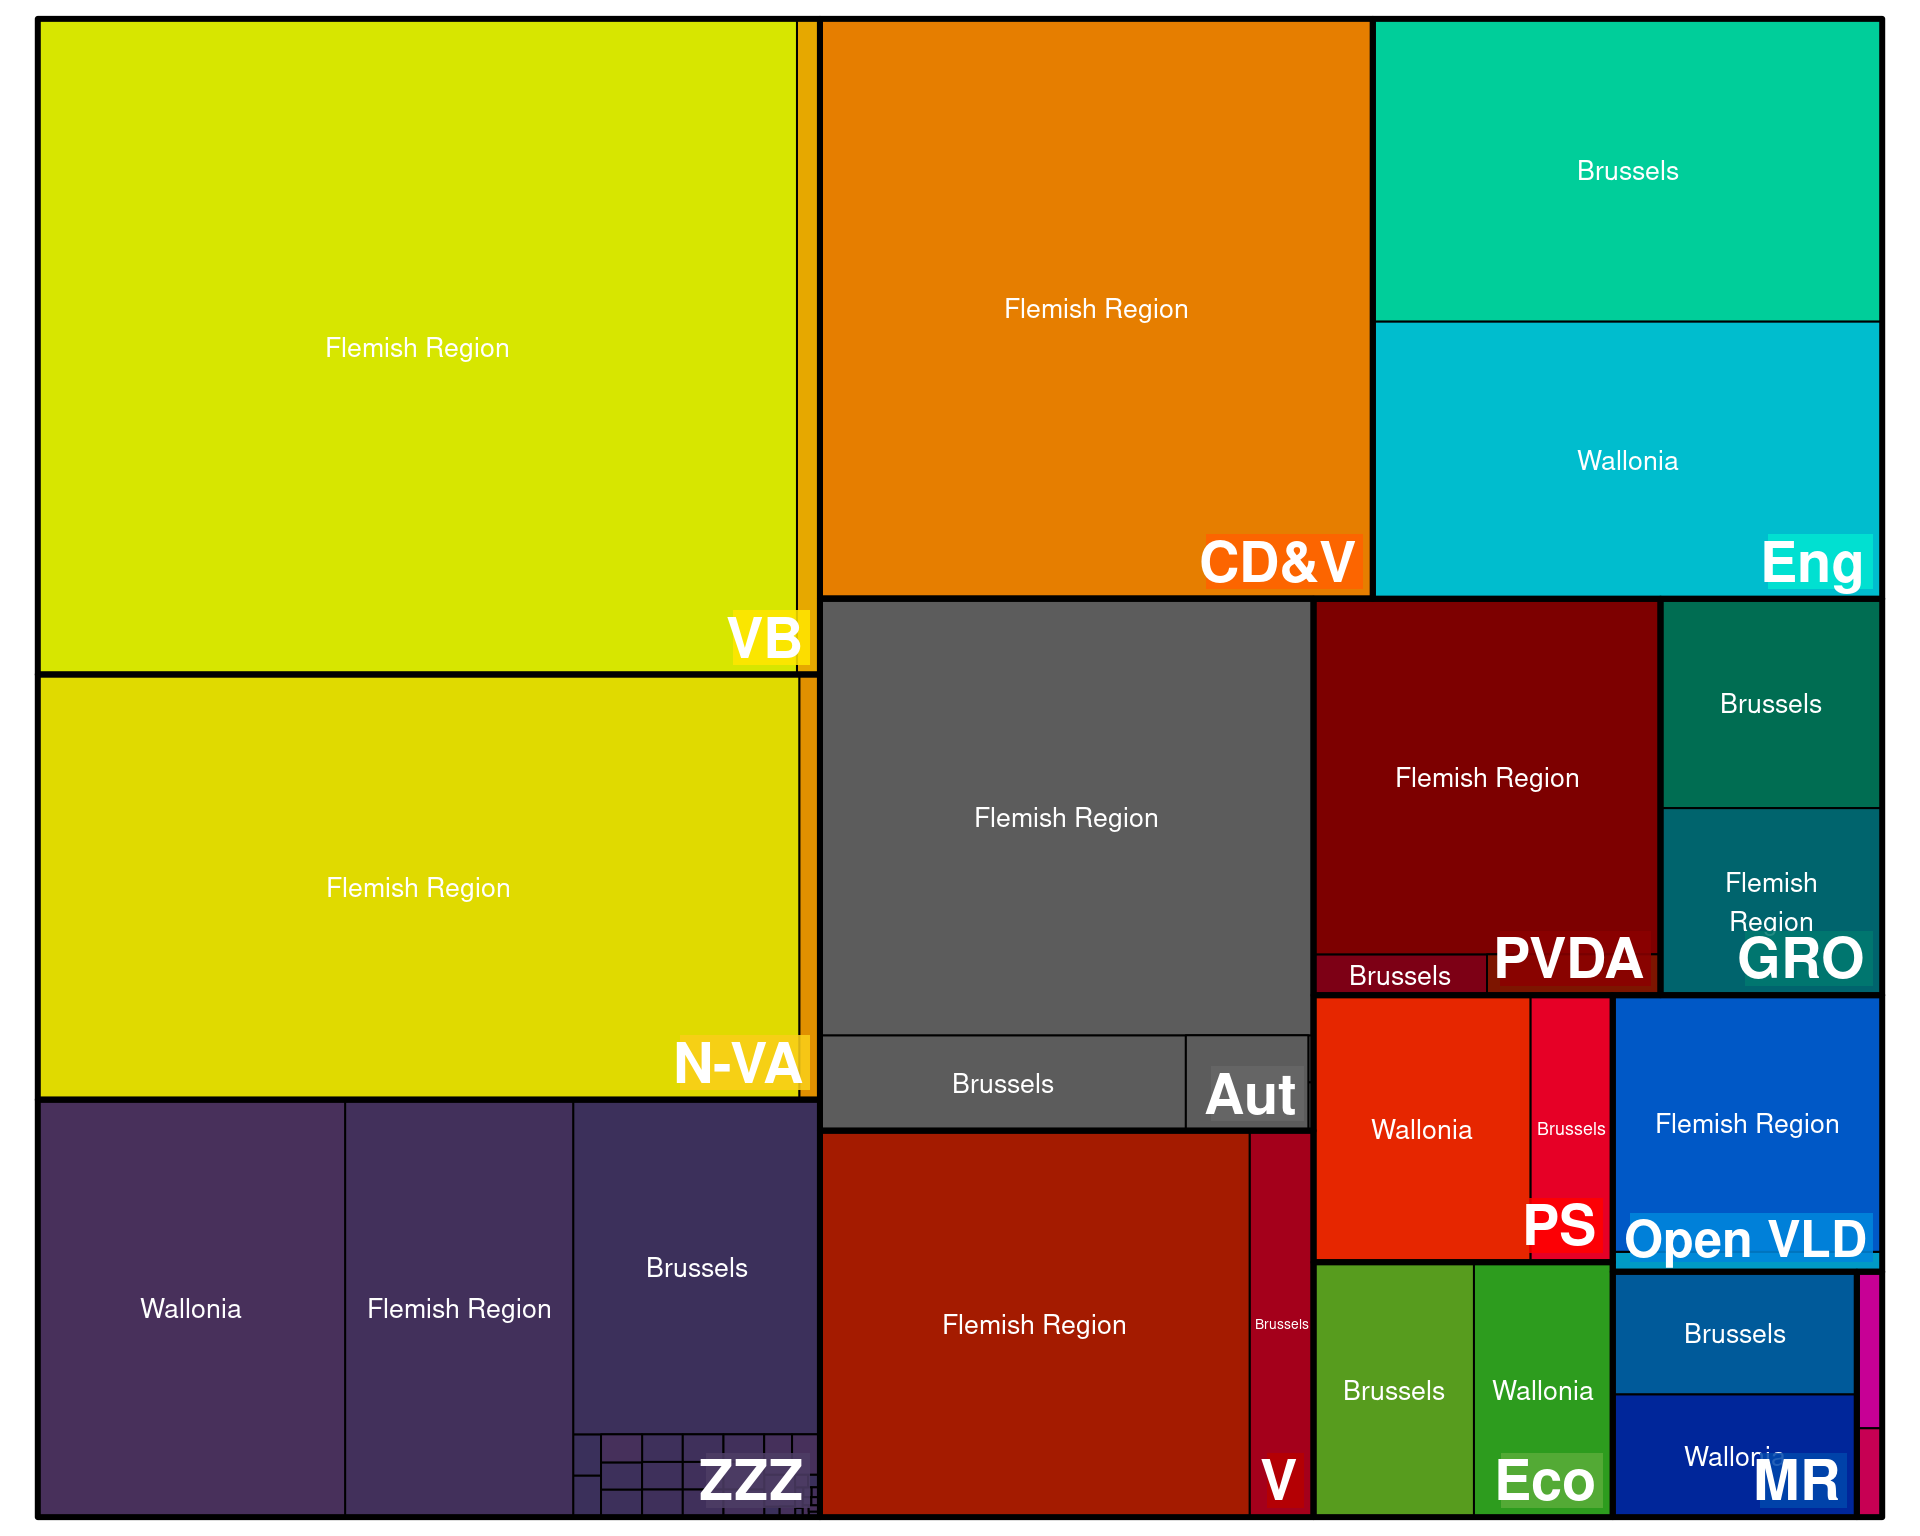 Flemish Region
VB
Flemish Region
N-VA
Wallonia
Flemish Region
Brussels
ZZZ
Flemish Region
CD&V
Brussels
Wallonia
Eng
Flemish Region
Brussels
Aut
Flemish Region
Brussels
V
Flemish Region
Brussels
PVDA
Brussels
Flemish
Region
GRO
Wallonia
Brussels
PS
Flemish Region
Open VLD
Brussels
Wallonia
Eco
Brussels
Wallonia
MR